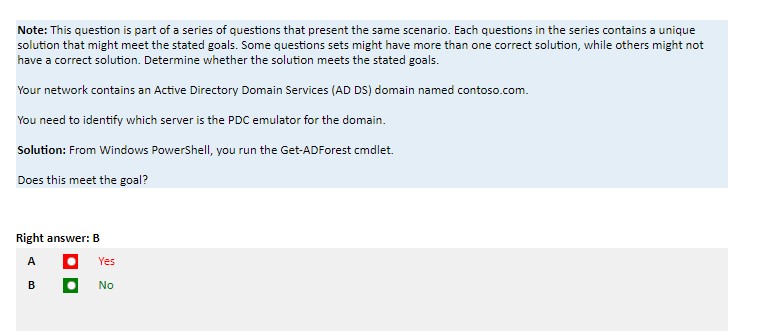 Note: This question is part of a series of questions that present the same scenario. Each questions in the series contains a unique
solution that might meet the stated goals. Some questions sets might have more than one correct solution, while others might not
have a correct solution. Determine whether the solution meets the stated goals.
Your network contains an Active Directory Domain Services (AD DS) domain named contoso.com.
You need to identify which server is the PDC emulator for the domain.
Solution: From Windows PowerShell, you run the Get-ADForest cmdlet.
Does this meet the goal?
Right answer: B
A Yes
B No